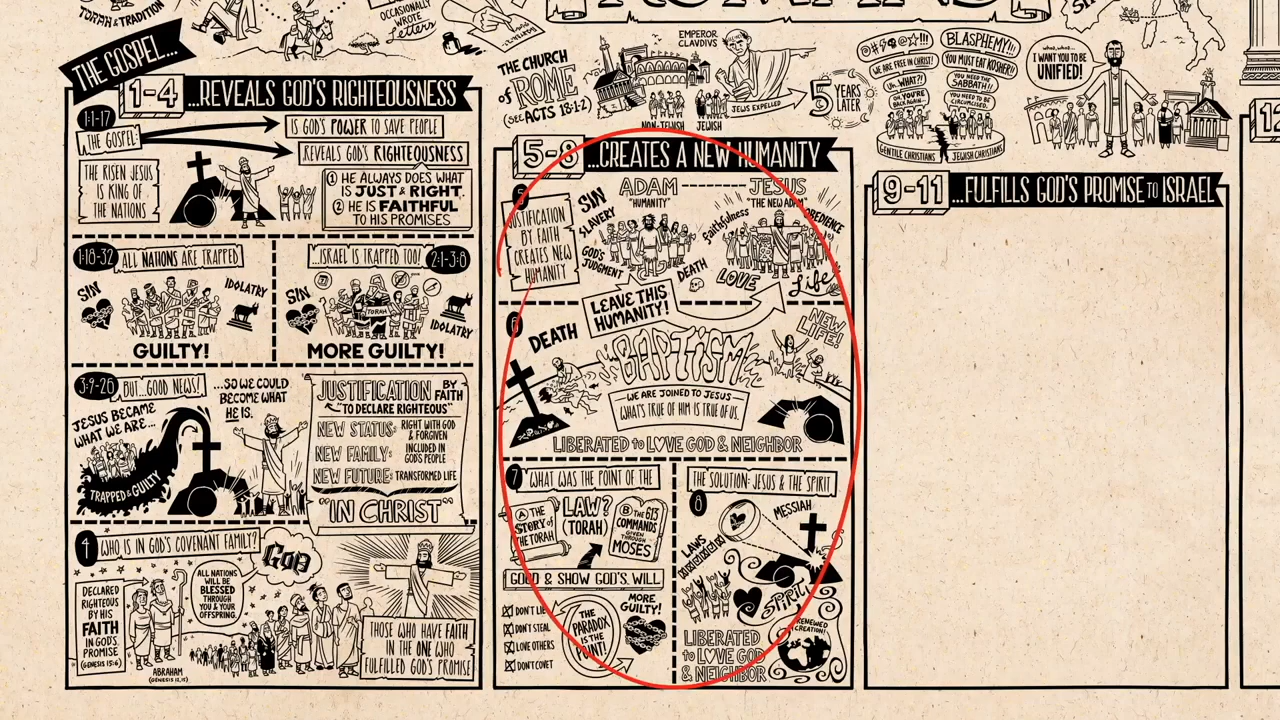 TORAH & TRADITION
OCCASIONALLY
WROTE
Letters
ROMANS
THE CHURCH
of ROME
(SEE ACTS 18:1-2)
EMPEROR
CLAVDIVS
NON-JEWISH
JEWISH
JEWS EXPELLED
5 YEARS
LATER
@#$!@☆!!!
WE ARE FREE IN CHRIST!
UH..WHAT?!
YOU'RE
BACK AGAIN..
BLASPHEMY!!
YOU MUST EAT KOSHER!!
YOU NEED THE
SABBATH!!
YOU NEED TO BE
CIRCUMCISED..
GENTILE CHRISTIANS
JEWISH CHRISTIANS
I WANT YOU TO BE
UNIFIED!
THE GOSPEL....
1-4 ...REVEALS GOD'S RIGHTEOUSNESS
1:1-17
THE GOSPEL:
IS GOD'S POWER TO SAVE PEOPLE
REVEALS GOD'S RIGHTEOUSNESS
THE RISEN JESUS
IS KING OF
THE NATIONS
① HE ALWAYS DOES WHAT
IS JUST & RIGHT.
② HE IS FAITHFUL
TO HIS PROMISES
1:18-32
ALL NATIONS ARE TRAPPED
SIN
IDOLATRY
GUILTY!
...ISRAEL IS TRAPPED TOO!
2:1-3:8
SIN
TORAH
IDOLATRY
MORE GUILTY!
3:9-26
BUT...GOOD NEWS!
JESUS BECAME
WHAT WE ARE...
TRAPPED & GUILTY
...SO WE COULD
BECOME WHAT
HE IS.
JUSTIFICATION BY FAITH
"TO DECLARE RIGHTEOUS"
NEW STATUS: RIGHT WITH GOD
& FORGIVEN
NEW FAMILY: INCLUDED IN
GOD'S PEOPLE
NEW FUTURE: TRANSFORMED LIFE
"IN CHRIST"
4
WHO IS IN GOD'S COVENANT FAMILY?
GOD
DECLARED
RIGHTEOUS
BY HIS
FAITH
IN GOD'S
PROMISE
(GENESIS 15:6)
ALL NATIONS
WILL BE
BLESSED
THROUGH
YOU & YOUR
OFFSPRING.
ABRAHAM
(GENESIS 12,15)
THOSE WHO HAVE FAITH
IN THE ONE WHO
FULFILLED GOD'S PROMISE
5-8 ...CREATES A NEW HUMANITY
5
JUSTIFICATION
BY FAITH
CREATES NEW
HUMANITY
SIN
SLAVERY
GOD'S
JUDGMENT
ADAM
"HUMANITY"
DEATH
JESUS
"THE NEW ADAM"
Faithfulness
OBEDIENCE
LOVE
Life
6
LEAVE THIS
HUMANITY!
DEATH
BAPTISM
NEW
LIFE!
WE ARE JOINED TO JESUS
WHAT'S TRUE OF HIM IS TRUE OF US.
LIBERATED to LOVE GOD & NEIGHBOR
7
WHAT WAS THE POINT OF THE
LAW?
(TORAH)
Ⓐ THE
STORY of
THE TORAH
Ⓑ THE 613
COMMANDS
GIVEN
THROUGH
MOSES
GOOD & SHOW GOD'S WILL
DON'T LIE
DON'T STEAL
LOVE OTHERS
DON'T COVET
THE
PARADOX
IS THE
POINT!
MORE
GUILTY!
THE SOLUTION: JESUS & THE SPIRIT
8
MESSIAH
LAWS
SPIRIT
LIBERATED
to LOVE GOD
& NEIGHBOR
RENEWED
CREATION!
9-11 ...FULFILLS GOD'S PROMISE TO ISRAEL
12